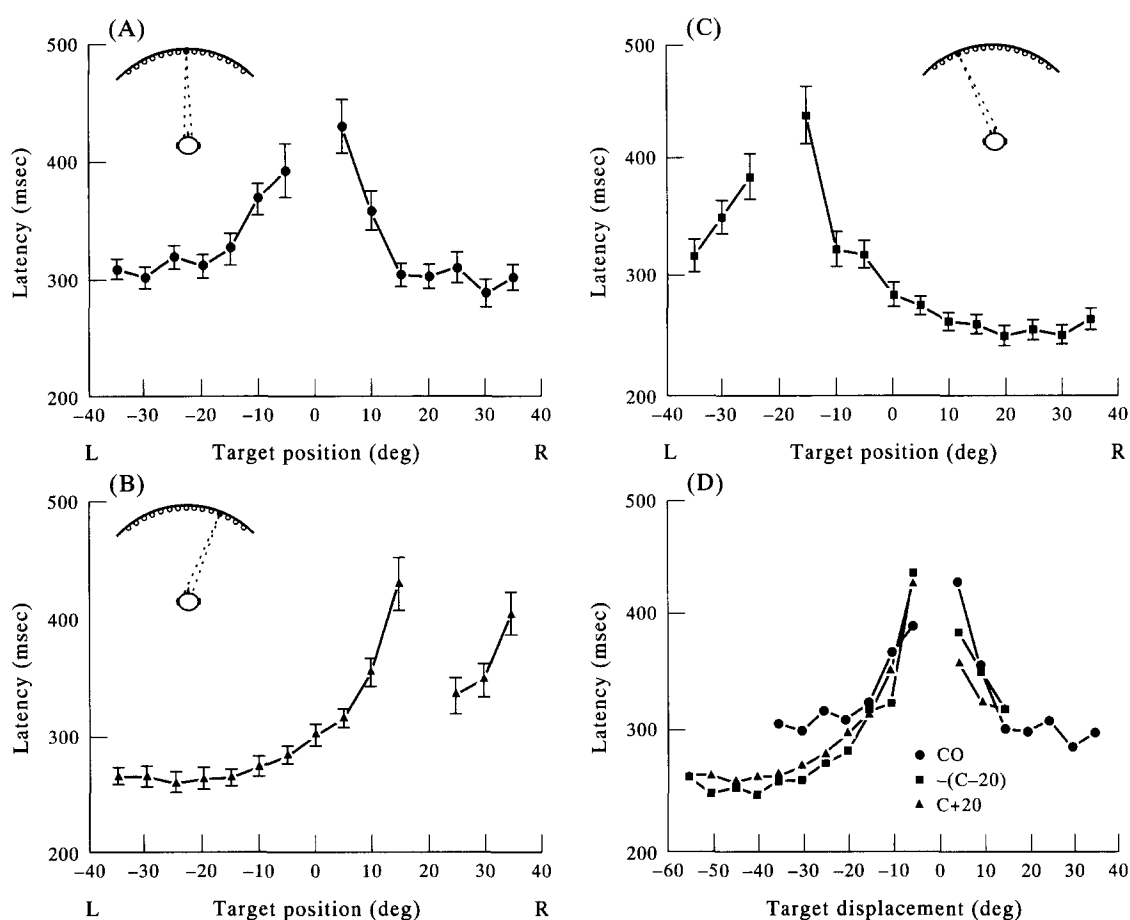 (A)
500
400
300
200
Latency (msec)
−40 −30 −20 −10 0 10 20 30 40
L Target position (deg) R
(C)
500
400
300
200
Latency (msec)
−40 −30 −20 −10 0 10 20 30 40
L Target position (deg) R
(B)
500
400
300
200
Latency (msec)
−40 −30 −20 −10 0 10 20 30 40
L Target position (deg) R
(D)
500
400
300
200
Latency (msec)
CO
−(C−20)
C+20
−60 −50 −40 −30 −20 −10 0 10 20 30 40
Target displacement (deg)